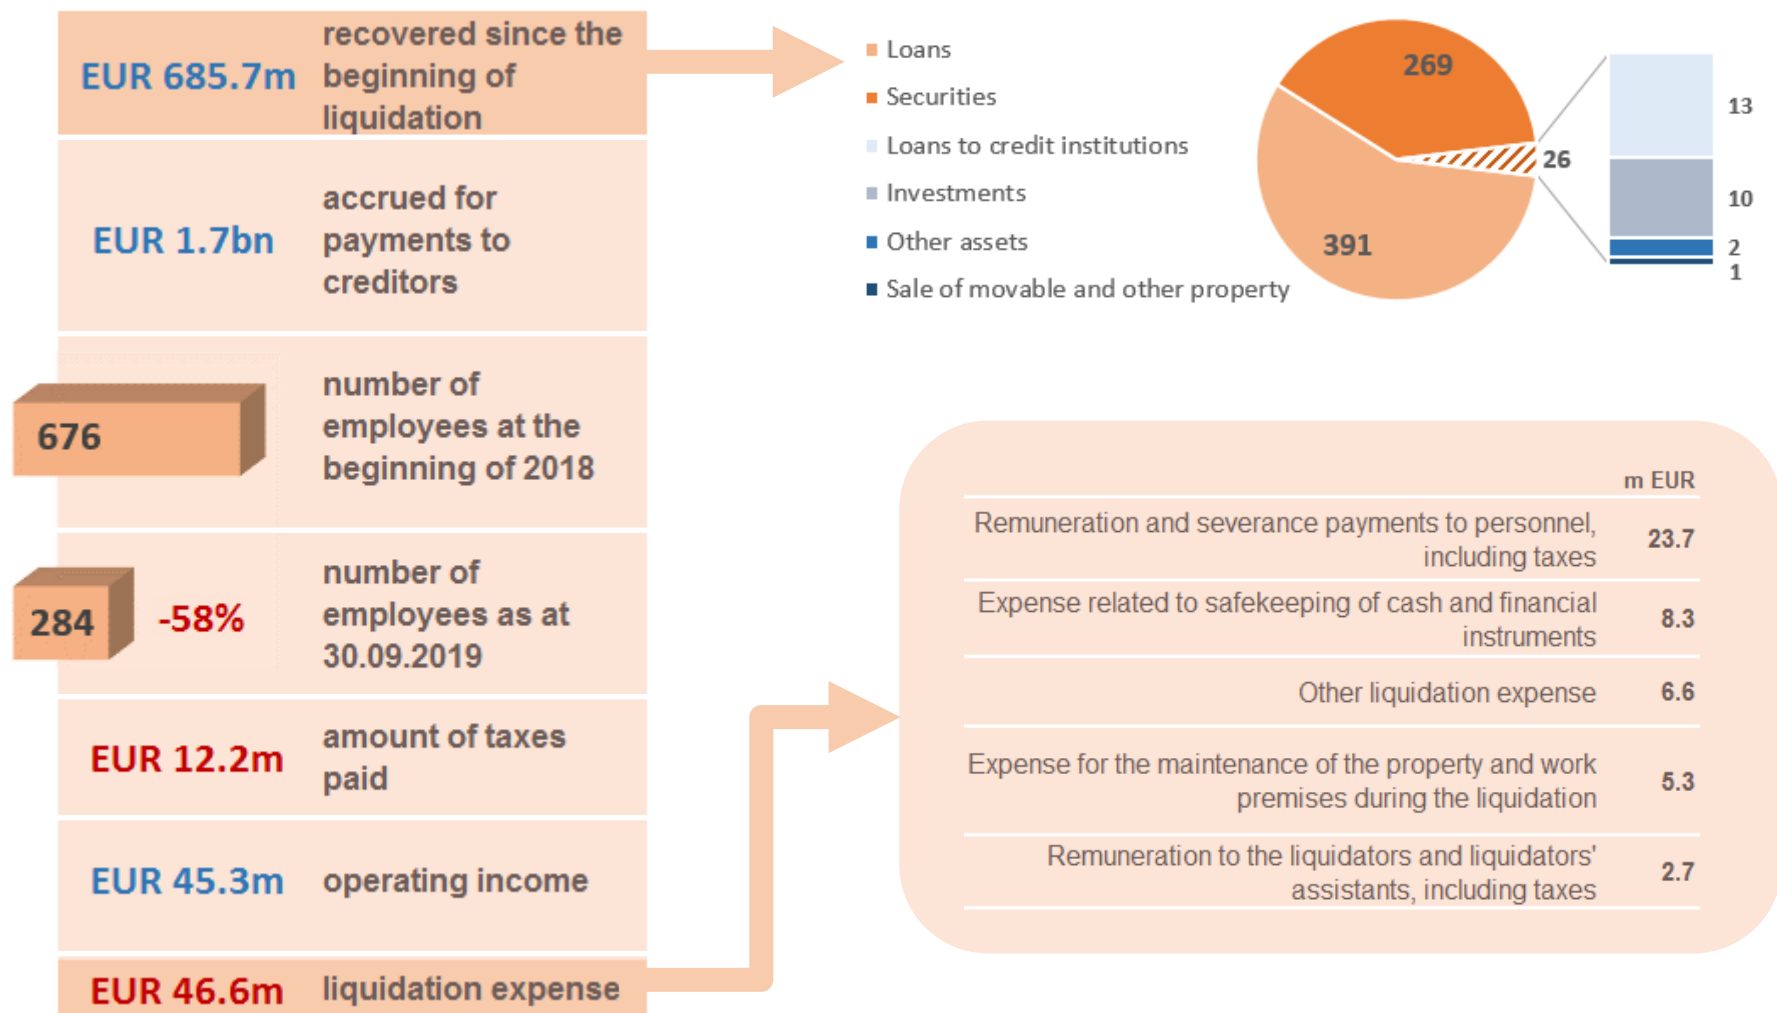 EUR 685.7m
recovered since the
beginning of
liquidation
EUR 1.7bn
accrued for
payments to
creditors
676
number of
employees at the
beginning of 2018
284
-58%
number of
employees as at
30.09.2019
EUR 12.2m
amount of taxes
paid
EUR 45.3m
operating income
EUR 46.6m
liquidation expense
Loans
Securities
Loans to credit institutions
Investments
Other assets
Sale of movable and other property
269
391
26
13
10
2
1
m EUR
Remuneration and severance payments to personnel,
including taxes
23.7
Expense related to safekeeping of cash and financial
instruments
8.3
Other liquidation expense
6.6
Expense for the maintenance of the property and work
premises during the liquidation
5.3
Remuneration to the liquidators and liquidators'
assistants, including taxes
2.7